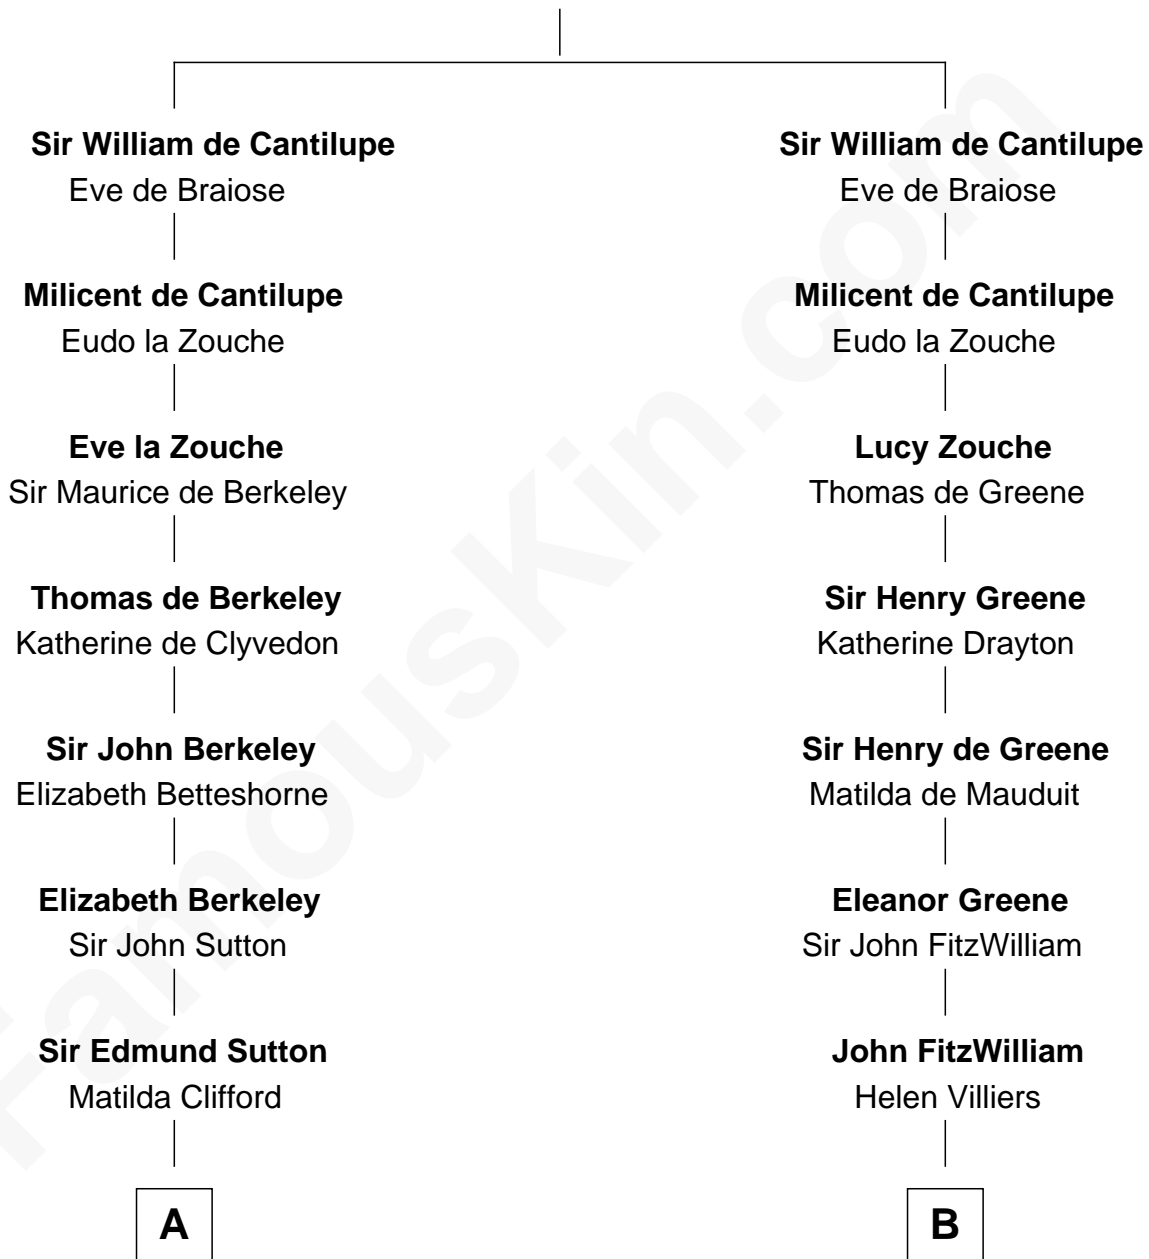 Sir William de Cantilupe
Eve de Braiose
Milicent de Cantilupe
Eudo la Zouche
Eve la Zouche
Sir Maurice de Berkeley
Thomas de Berkeley
Katherine de Clyvedon
Sir John Berkeley
Elizabeth Betteshorne
Elizabeth Berkeley
Sir John Sutton
Sir Edmund Sutton
Matilda Clifford
A
Sir William de Cantilupe
Eve de Braiose
Milicent de Cantilupe
Eudo la Zouche
Lucy Zouche
Thomas de Greene
Sir Henry Greene
Katherine Drayton
Sir Henry de Greene
Matilda de Mauduit
Eleanor Greene
Sir John FitzWilliam
John FitzWilliam
Helen Villiers
B
FamousKin.com